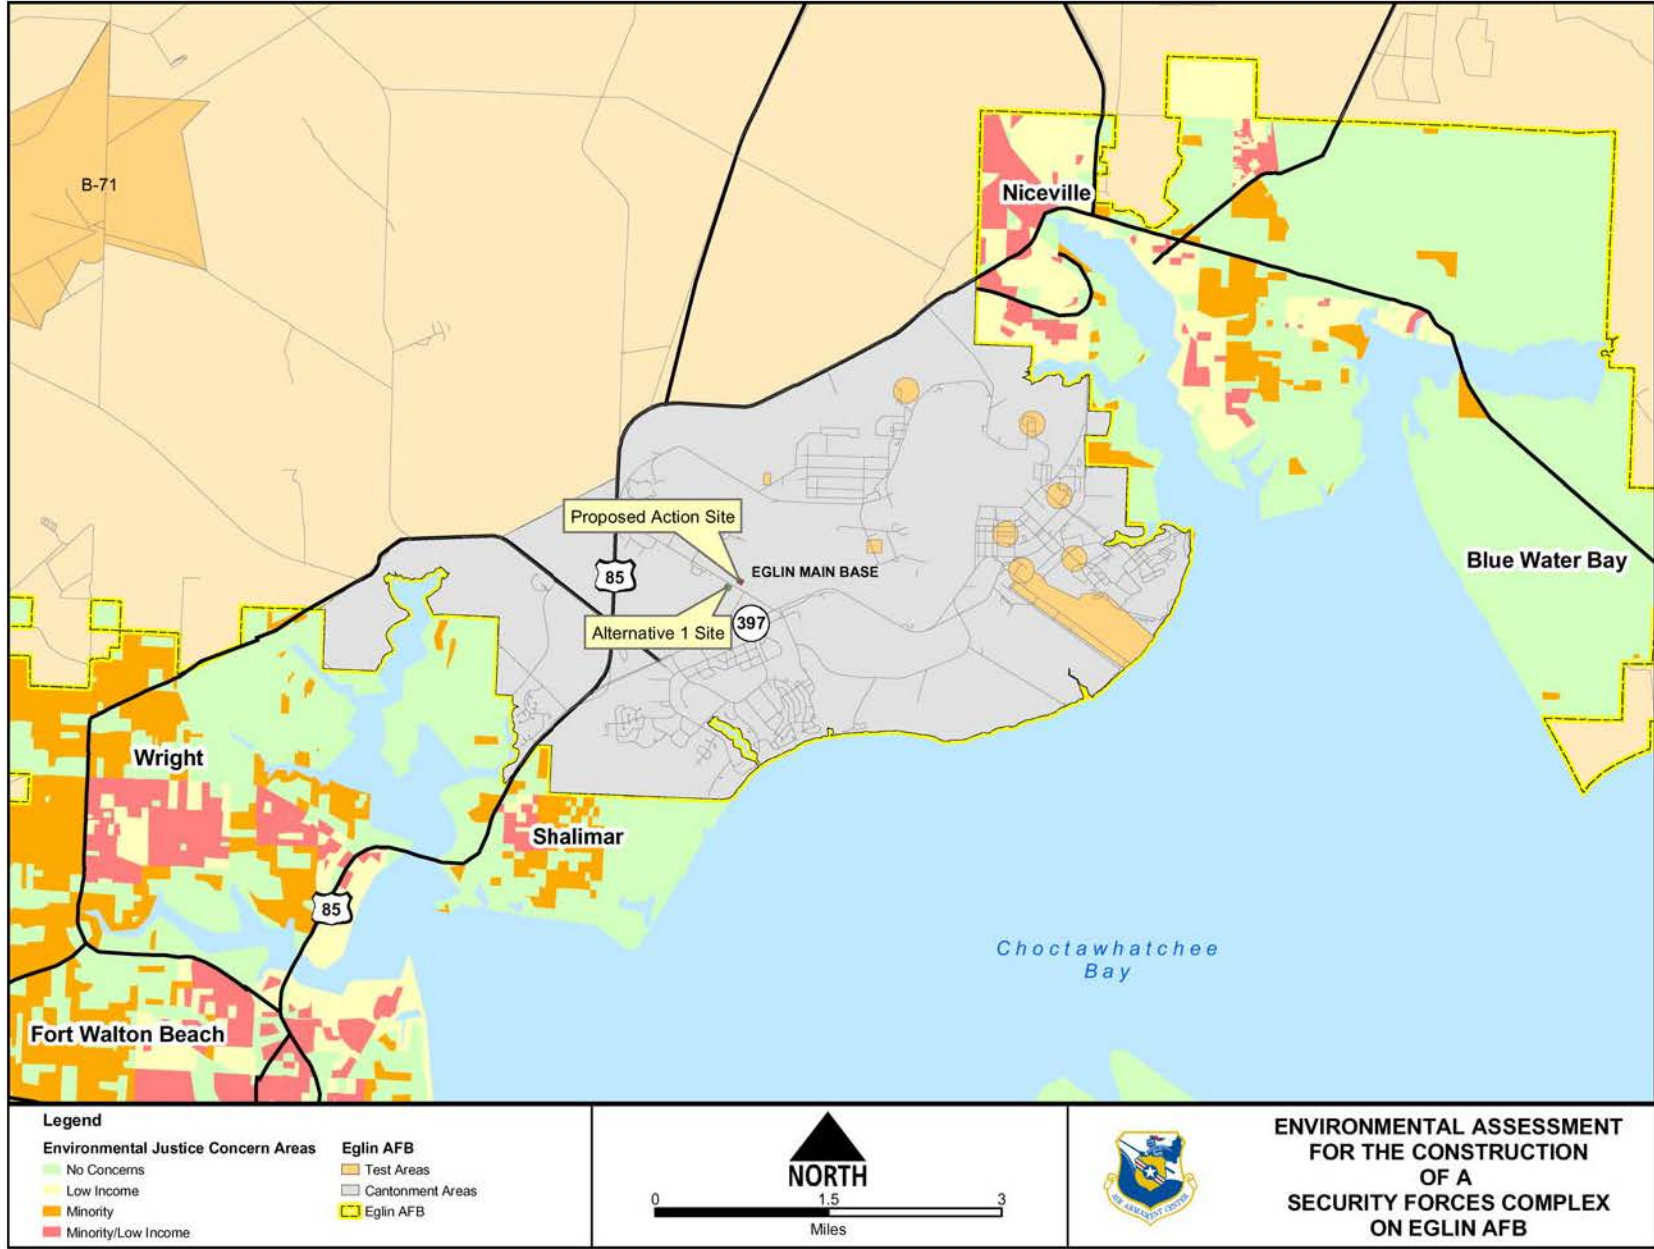 B-71
Niceville
Proposed Action Site
85
EGLIN MAIN BASE
Blue Water Bay
Alternative 1 Site
397
Wright
Shalimar
85
Choctawhatchee
Bay
Fort Walton Beach
Legend
Environmental Justice Concern Areas
No Concerns
Low Income
Minority
Minority/Low Income
Eglin AFB
Test Areas
Cantonment Areas
Eglin AFB
NORTH
0 1.5 3
Miles
AIR ARMAMENT CENTER
ENVIRONMENTAL ASSESSMENT
FOR THE CONSTRUCTION
OF A
SECURITY FORCES COMPLEX
ON EGLIN AFB